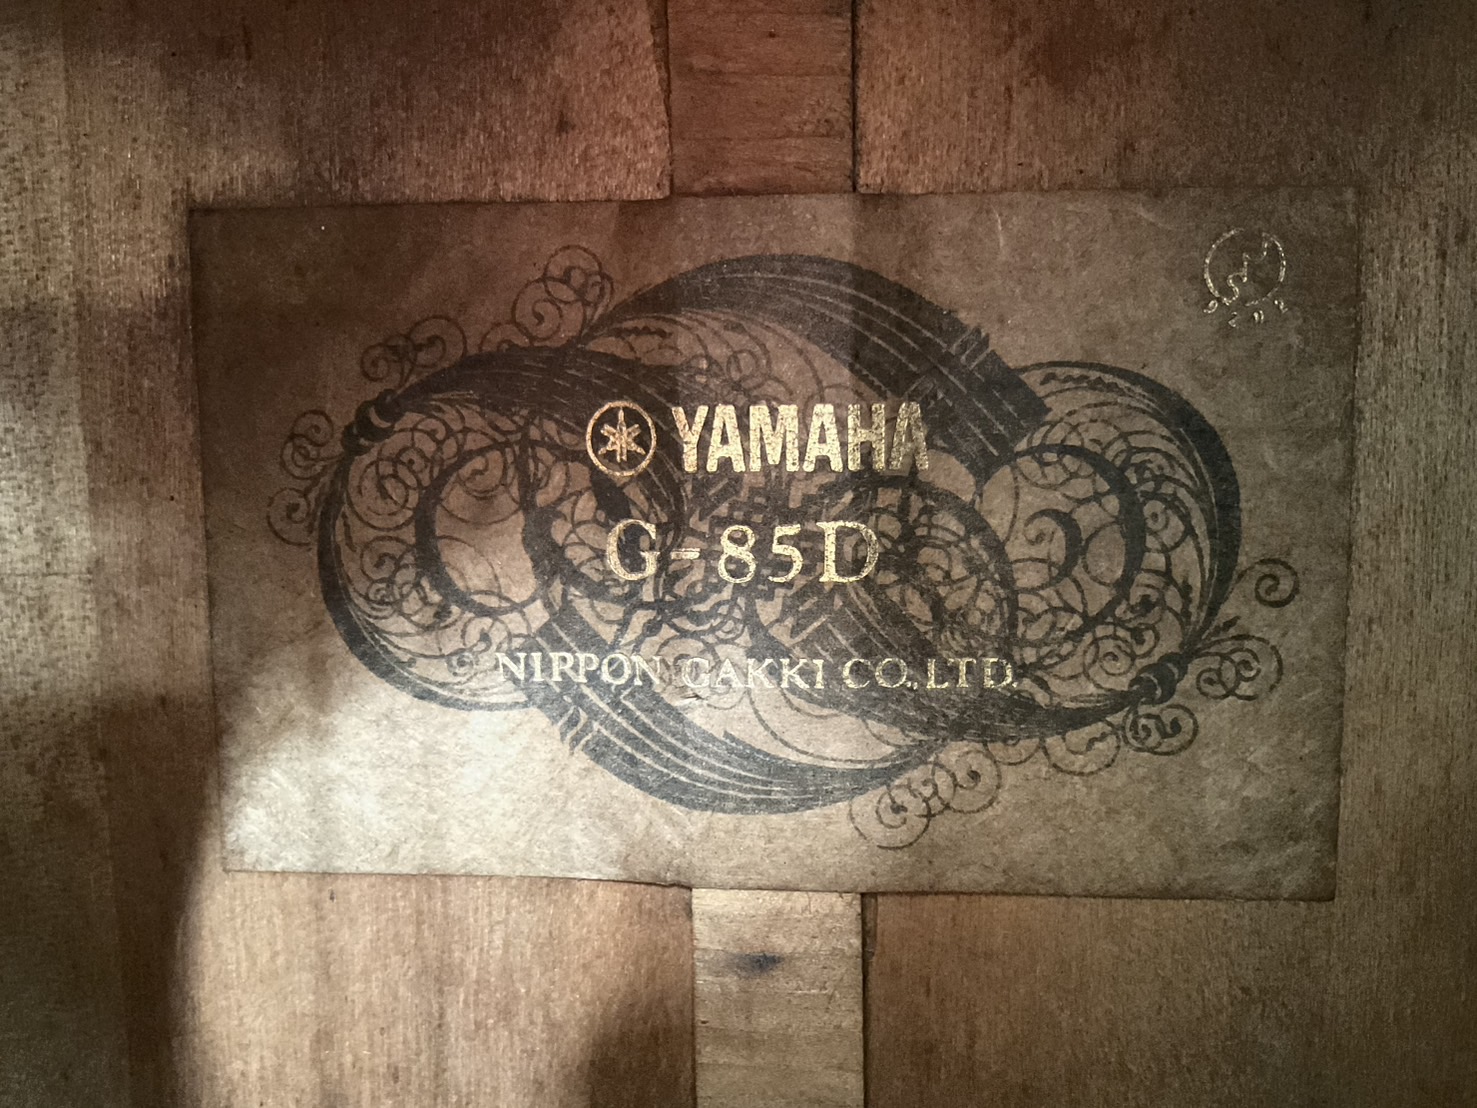 YAMAHA
G-85D
NIPPON GAKKI CO., LTD.